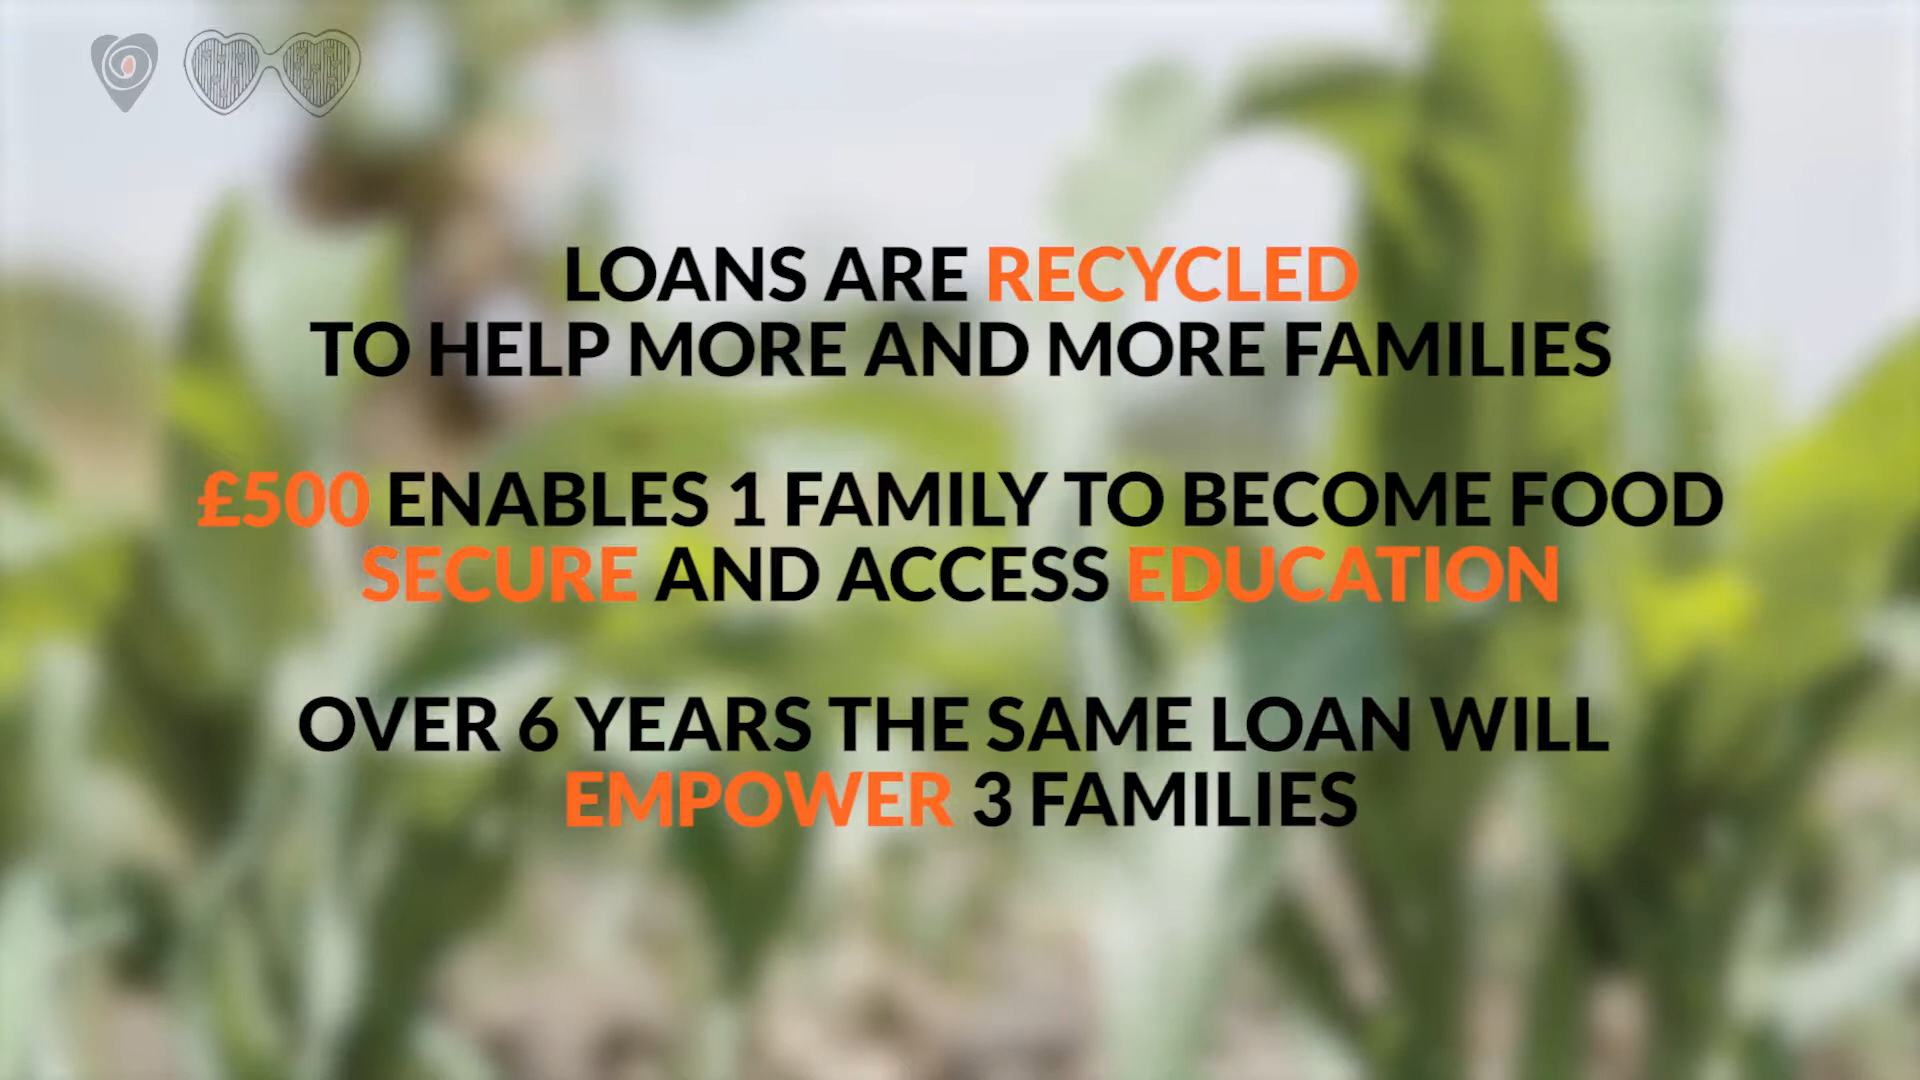 LOANS ARE RECYCLED
TO HELP MORE AND MORE FAMILIES
£500 ENABLES 1 FAMILY TO BECOME FOOD
SECURE AND ACCESS EDUCATION
OVER 6 YEARS THE SAME LOAN WILL
EMPOWER 3 FAMILIES